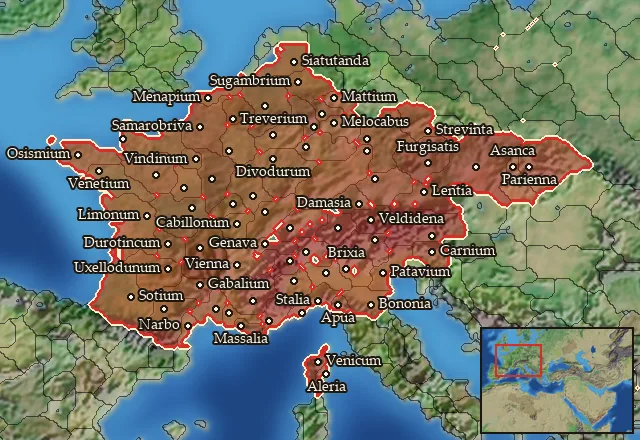 Siatutanda
Sugambrium
Menapium
Mattium
Treverium
Melocabus
Samarobriva
Strevinta
Furgisatis
Asanca
Osismium
Vindinum
Divodurum
Parienna
Venetium
Lentia
Damasia
Limonum
Cabillonum
Veldidena
Durotincum
Genava
Brixia
Carnium
Uxellodunum
Vienna
Patavium
Gabalium
Sotium
Stalia
Bononia
Narbo
Apua
Massalia
Venicum
Aleria